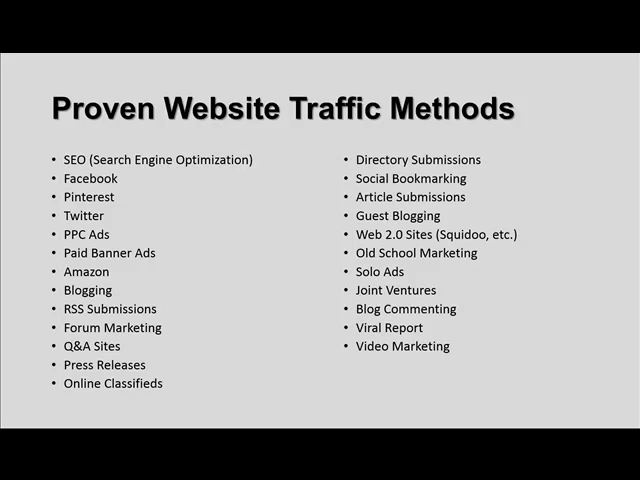 Proven Website Traffic Methods
• SEO (Search Engine Optimization)
• Facebook
• Pinterest
• Twitter
• PPC Ads
• Paid Banner Ads
• Amazon
• Blogging
• RSS Submissions
• Forum Marketing
• Q&A Sites
• Press Releases
• Online Classifieds
• Directory Submissions
• Social Bookmarking
• Article Submissions
• Guest Blogging
• Web 2.0 Sites (Squidoo, etc.)
• Old School Marketing
• Solo Ads
• Joint Ventures
• Blog Commenting
• Viral Report
• Video Marketing